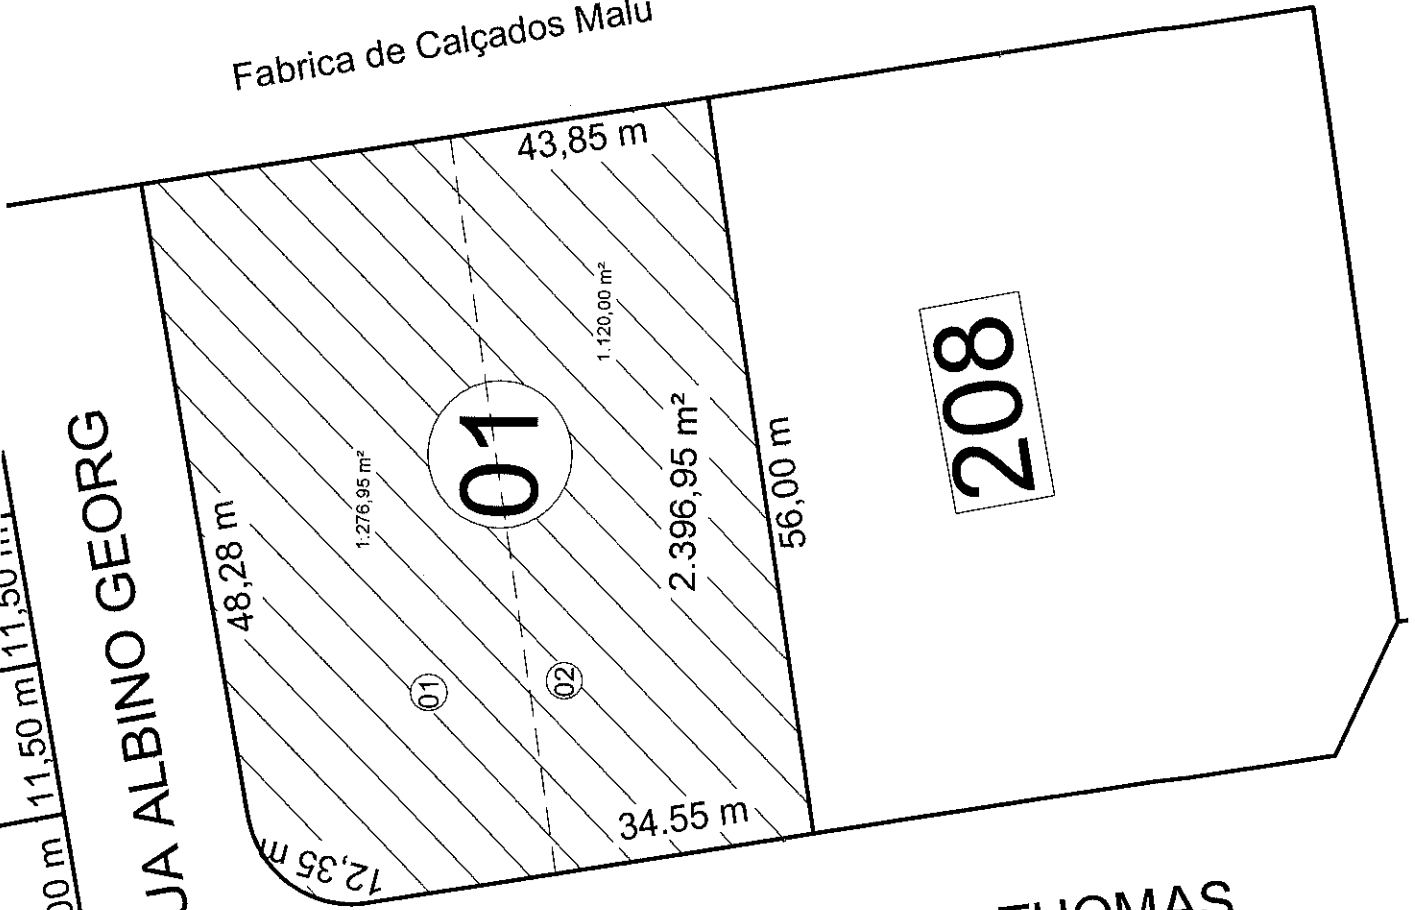 Fabrica de Calçados Malu
43,85 m
1.120,00 m²
01
1.276,95 m²
2.396,95 m²
56,00 m
208
48,28 m
01
02
34.55 m
12,35 m
ALBINO GEORG
11,50 m
11,50 m
THOMAS